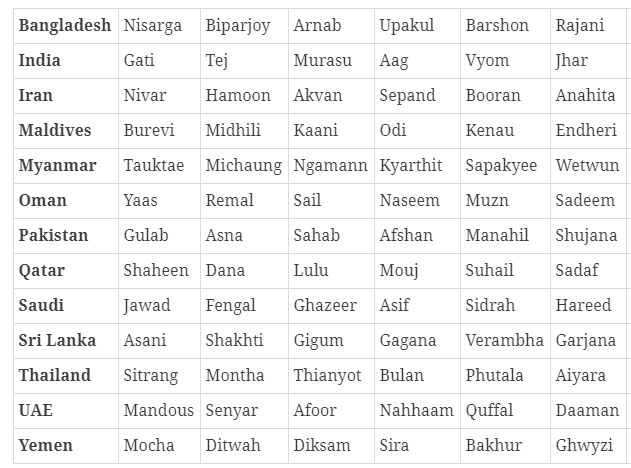 Bangladesh Nisarga Biparjoy Arnab Upakul Barshon Rajani
India Gati Tej Murasu Aag Vyom Jhar
Iran Nivar Hamoon Akvan Sepand Booran Anahita
Maldives Burevi Midhili Kaani Odi Kenau Endheri
Myanmar Tauktae Michaung Ngamann Kyarthit Sapakyee Wetwun
Oman Yaas Remal Sail Naseem Muzn Sadeem
Pakistan Gulab Asna Sahab Afshan Manahil Shujana
Qatar Shaheen Dana Lulu Mouj Suhail Sadaf
Saudi Jawad Fengal Ghazeer Asif Sidrah Hareed
Sri Lanka Asani Shakhti Gigum Gagana Verambha Garjana
Thailand Sitrang Montha Thianyot Bulan Phutala Aiyara
UAE Mandous Senyar Afoor Nahhaam Quffal Daaman
Yemen Mocha Ditwah Diksam Sira Bakhur Ghwyzi